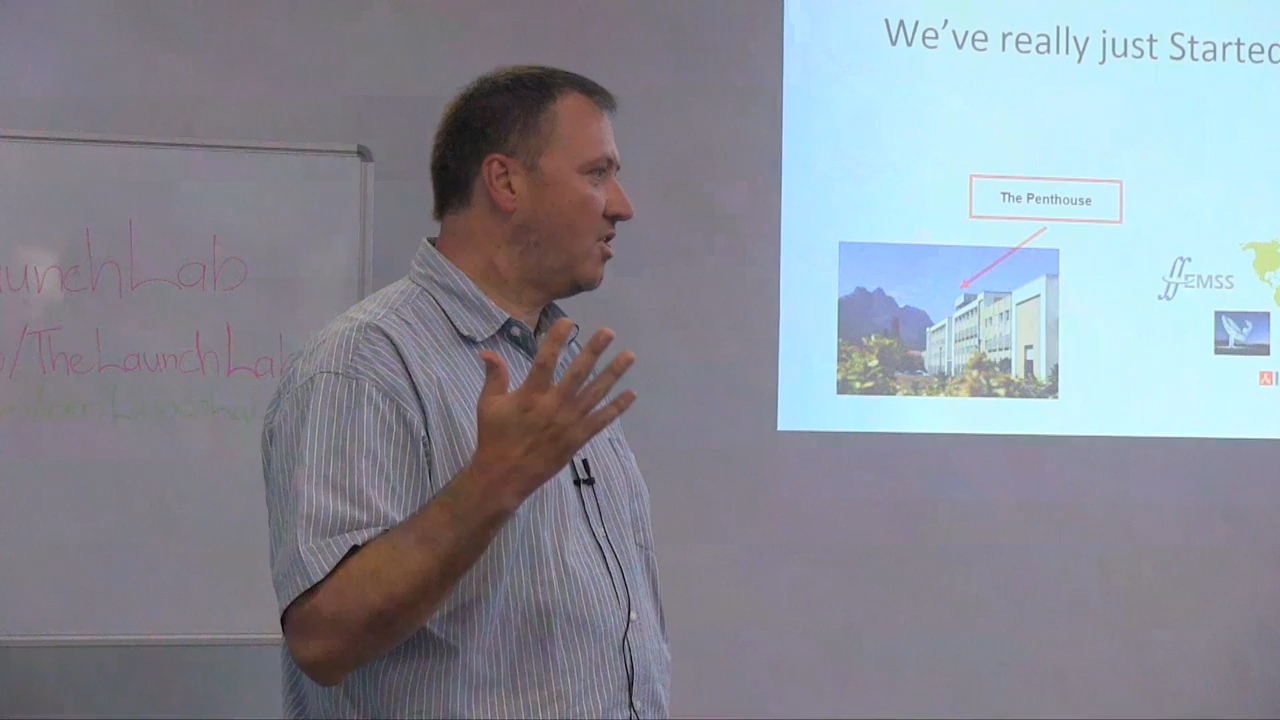 We've really just Started
The Penthouse
EMSS
aunchLab
/TheLaunchLab